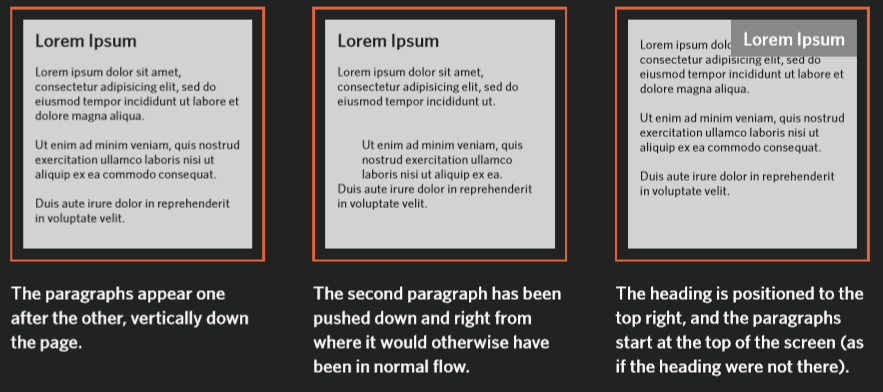 Lorem Ipsum
Lorem ipsum dolor sit amet,
consectetur adipisicing elit, sed do
eiusmod tempor incididunt ut labore et
dolore magna aliqua.
Ut enim ad minim veniam, quis nostrud
exercitation ullamco laboris nisi ut
aliquip ex ea commodo consequat.
Duis aute irure dolor in reprehenderit
in voluptate velit.
The paragraphs appear one
after the other, vertically down
the page.
Lorem Ipsum
Lorem ipsum dolor sit amet,
consectetur adipisicing elit, sed do
eiusmod tempor incididunt ut.
Ut enim ad minim veniam, quis
nostrud exercitation ullamco
laboris nisi ut aliquip ex ea.
Duis aute irure dolor in reprehenderit
in voluptate velit.
The second paragraph has been
pushed down and right from
where it would otherwise have
been in normal flow.
Lorem Ipsum
Lorem ipsum dolo
consectetur adipisicing elit, sed do
eiusmod tempor incididunt ut labore et
dolore magna aliqua.
Ut enim ad minim veniam, quis nostrud
exercitation ullamco laboris nisi ut
aliquip ex ea commodo consequat.
Duis aute irure dolor in reprehenderit
in voluptate velit.
The heading is positioned to the
top right, and the paragraphs
start at the top of the screen (as
if the heading were not there).